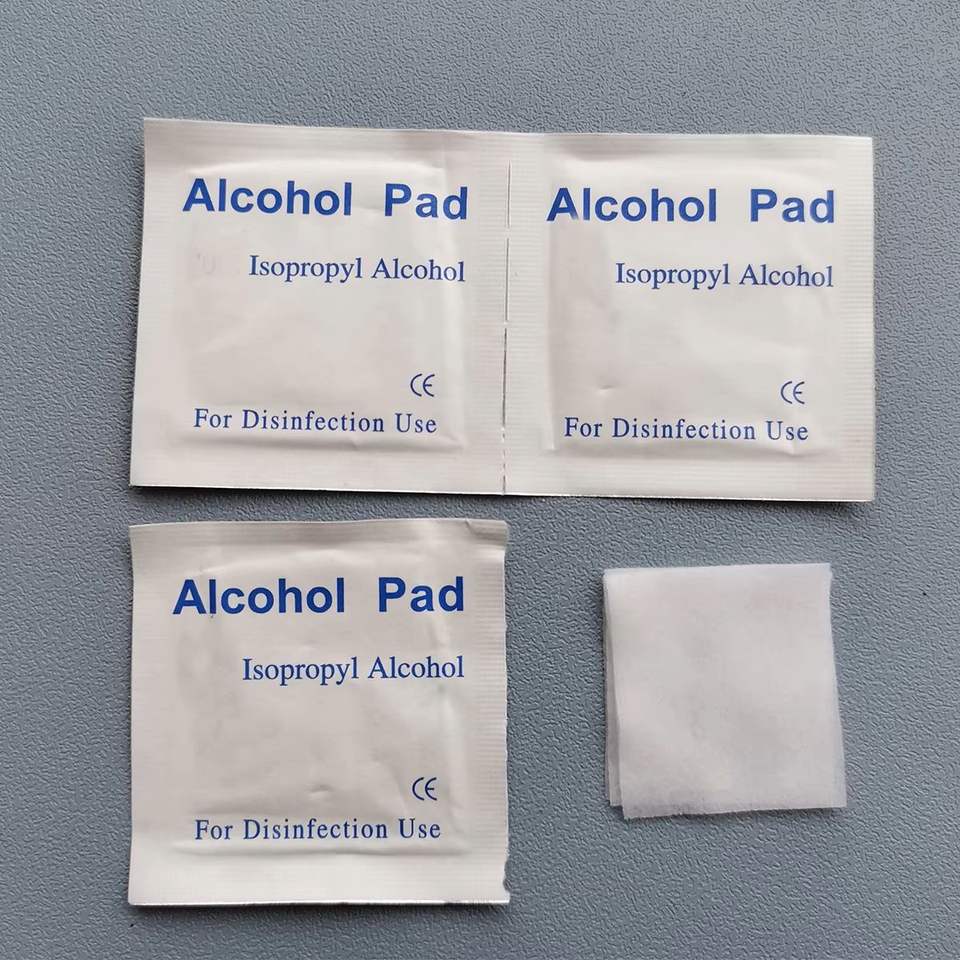 Alcohol Pad
Isopropyl Alcohol
CE
For Disinfection Use
Alcohol Pad
Isopropyl Alcohol
CE
For Disinfection Use
Alcohol Pad
Isopropyl Alcohol
CE
For Disinfection Use